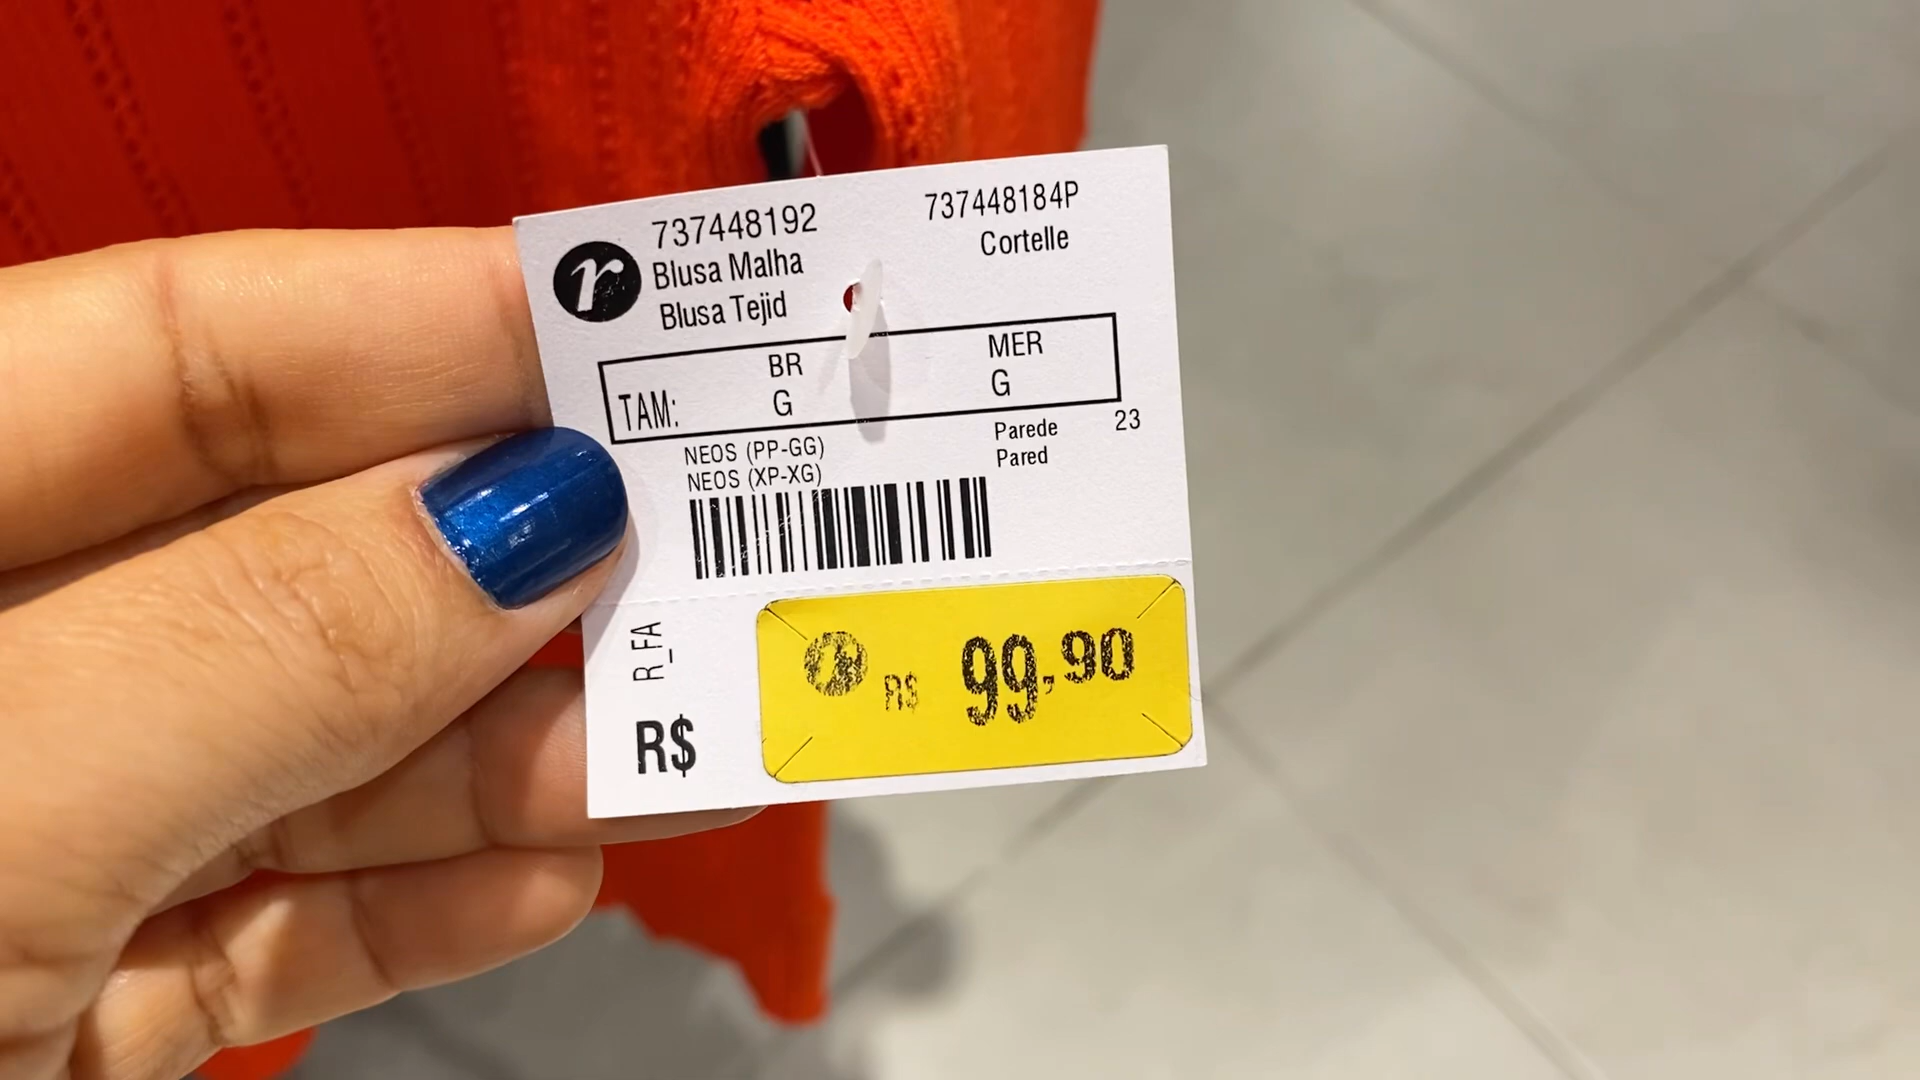 737448192
737448184P
r
Blusa Malha
Cortelle
Blusa Tejid
BR MER
TAM: G G
NEOS (PP-GG)
NEOS (XP-XG)
Parede 23
Pared
R_FA
R$
R$ 99,90